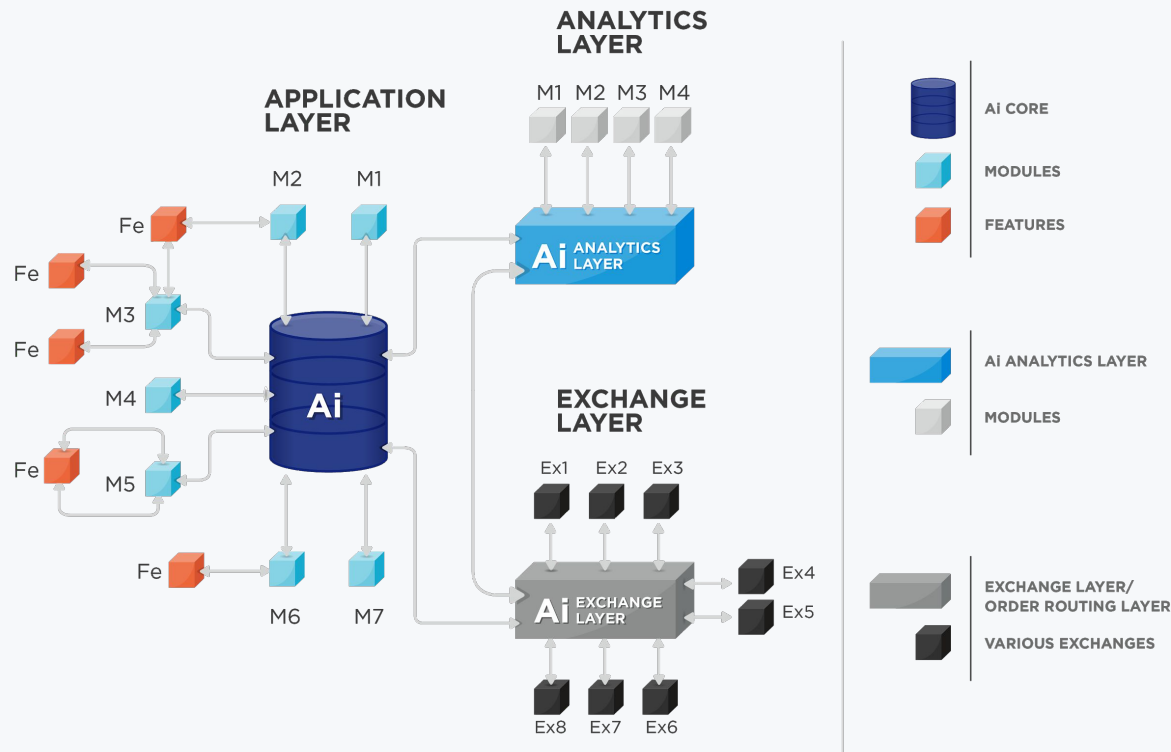 ANALYTICS
LAYER
M1 M2 M3 M4
APPLICATION
LAYER
M2 M1
Fe
Fe
M3
Fe
M4
Fe
M5
Fe
M6 M7
Ai
Ai ANALYTICS
LAYER
EXCHANGE
LAYER
Ex1 Ex2 Ex3
Ex4
Ex5
Ai EXCHANGE
LAYER
Ex8 Ex7 Ex6
Ai CORE
MODULES
FEATURES
Ai ANALYTICS LAYER
MODULES
EXCHANGE LAYER/
ORDER ROUTING LAYER
VARIOUS EXCHANGES